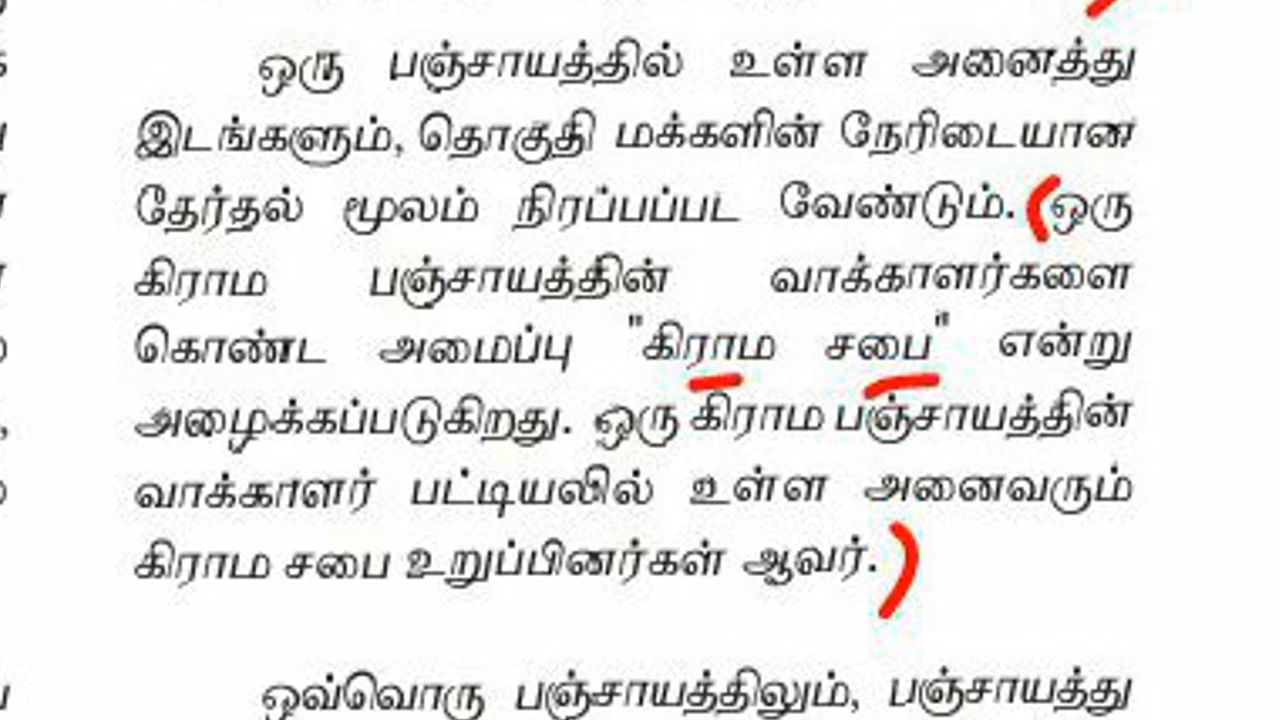 ஒரு பஞ்சாயத்தில் உள்ள அனைத்து
இடங்களும், தொகுதி மக்களின் நேரிடையான
தேர்தல் மூலம் நிரப்பப்பட வேண்டும். (ஒரு
கிராம பஞ்சாயத்தின் வாக்காளர்களை
கொண்ட அமைப்பு "கிராம சபை" என்று
அழைக்கப்படுகிறது. ஒரு கிராம பஞ்சாயத்தின்
வாக்காளர் பட்டியலில் உள்ள அனைவரும்
கிராம சபை உறுப்பினர்கள் ஆவர்.)
ஒவ்வொரு பஞ்சாயத்திலும், பஞ்சாயத்து